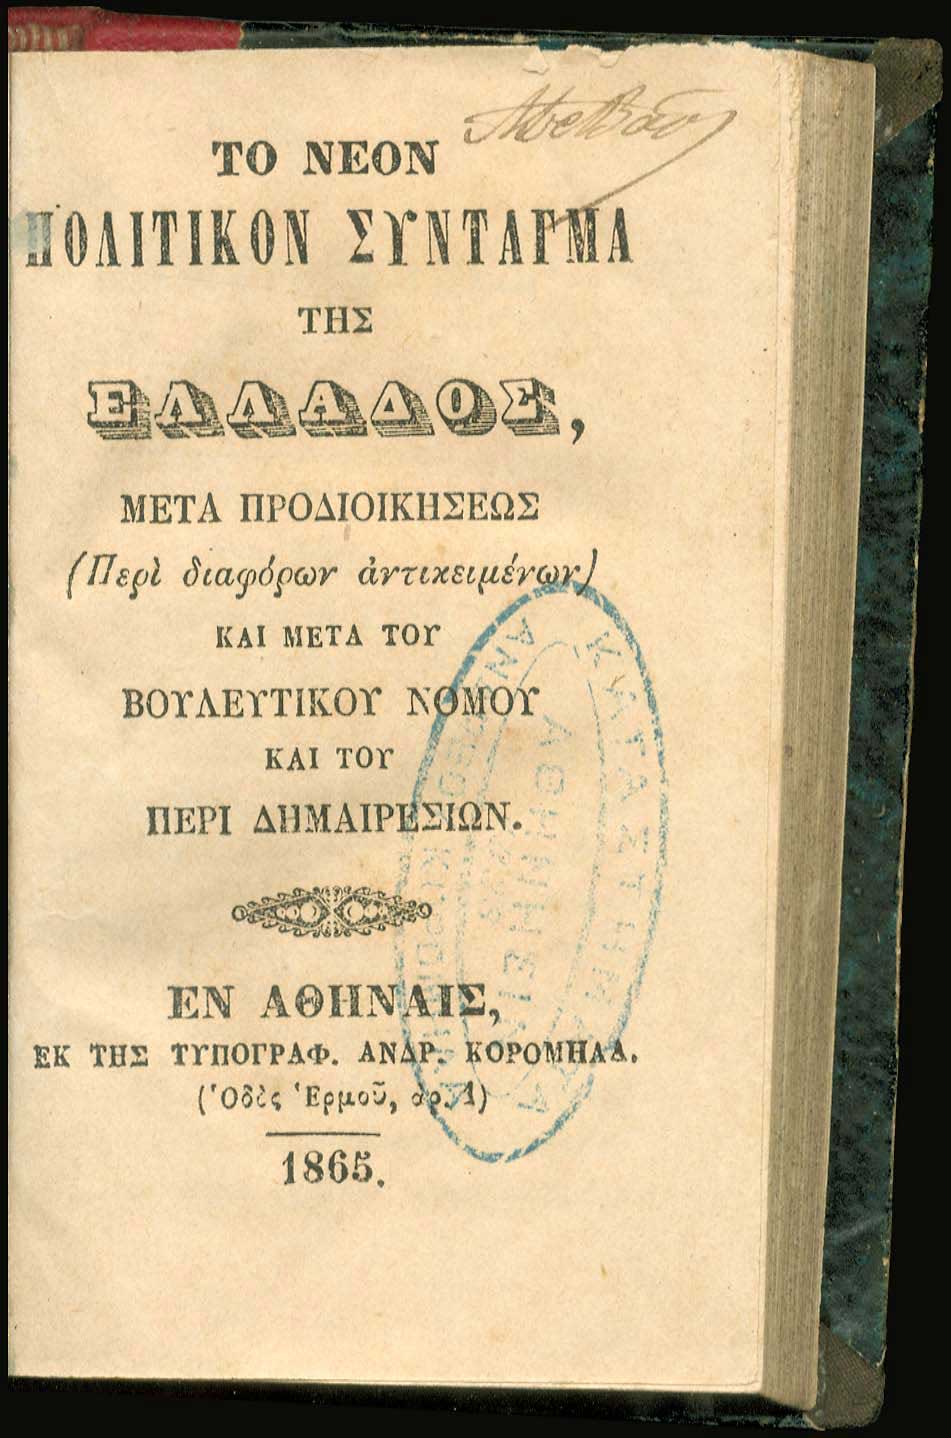 ΤΟ ΝΕΟΝ
ΠΟΛΙΤΙΚΟΝ ΣΥΝΤΑΓΜΑ
ΤΗΣ
ΕΛΛΑΔΟΣ,
ΜΕΤΑ ΠΡΟΔΙΟΙΚΗΣΕΩΣ
(Περὶ διαφόρων ἀντικειμένων)
ΚΑΙ ΜΕΤΑ ΤΟΥ
ΒΟΥΛΕΥΤΙΚΟΥ ΝΟΜΟΥ
ΚΑΙ ΤΟΥ
ΠΕΡΙ ΔΗΜΑΙΡΕΣΙΩΝ.
ΕΝ ΑΘΗΝΑΙΣ,
ΕΚ ΤΗΣ ΤΥΠΟΓΡΑΦ. ΑΝΔΡ. ΚΟΡΟΜΗΛΑ.
(Ὁδὸς Ἑρμοῦ, ἀρ. 1)
1865.
ΚΑΤΑΣΤΗΜΑΤΑ